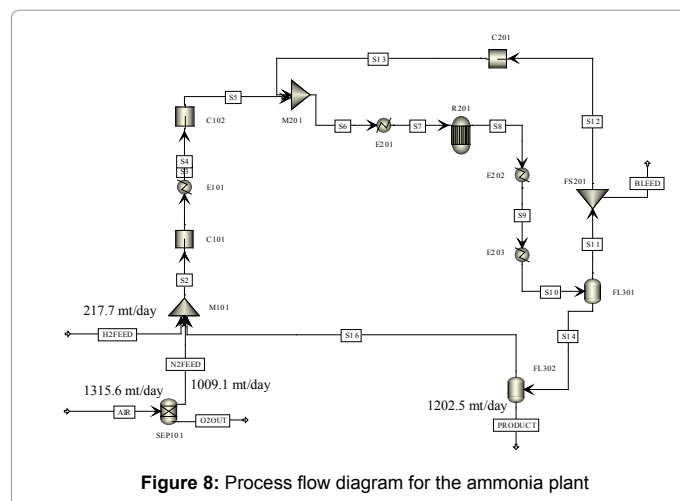 C201
S13
S5
C102
M201
R201
S6
S7
S8
S12
E201
S4
S3
E101
E202
FS201
BLEED
S9
C101
S11
E203
S2
S10
FL301
217.7 mt/day
M101
H2FEED
S16
S14
N2FEED
FL302
1315.6 mt/day
1009.1 mt/day
1202.5 mt/day
AIR
O2OUT
SEP101
PRODUCT
Figure 8: Process flow diagram for the ammonia plant